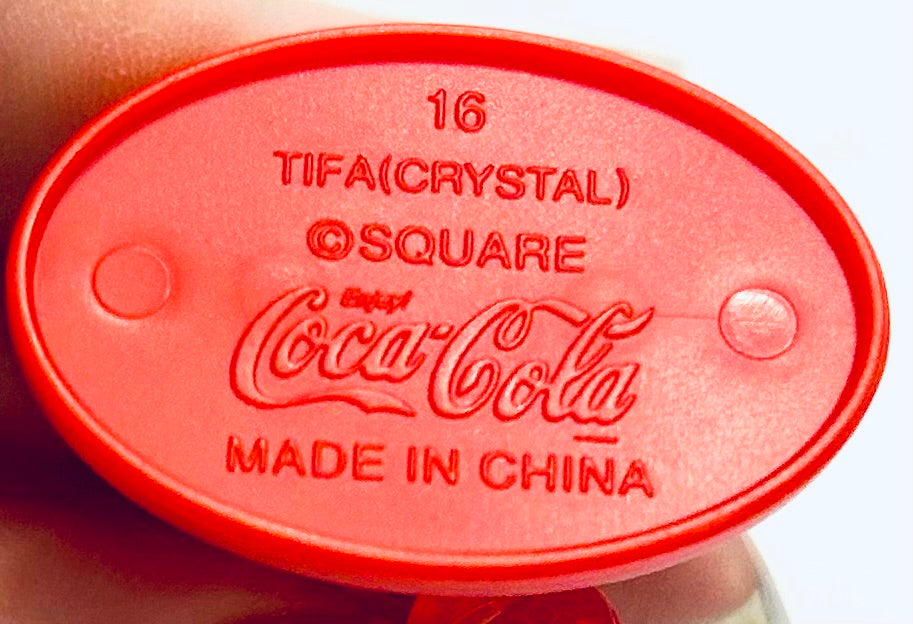 16
TIFA(CRYSTAL)
©SQUARE
Enjoy!
Coca-Cola
MADE IN CHINA